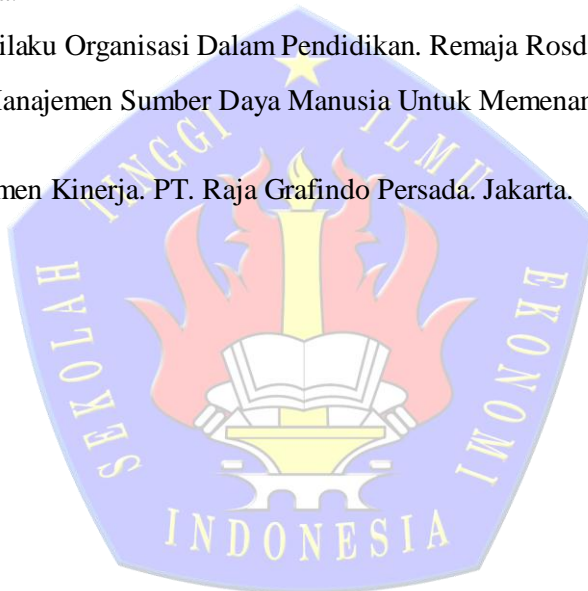 ilaku Organisasi Dalam Pendidikan. Remaja Rosd
Manajemen Sumber Daya Manusia Untuk Memenan
men Kinerja. PT. Raja Grafindo Persada. Jakarta.
SEKOLAH TINGGI ILMU EKONOMI
INDONESIA